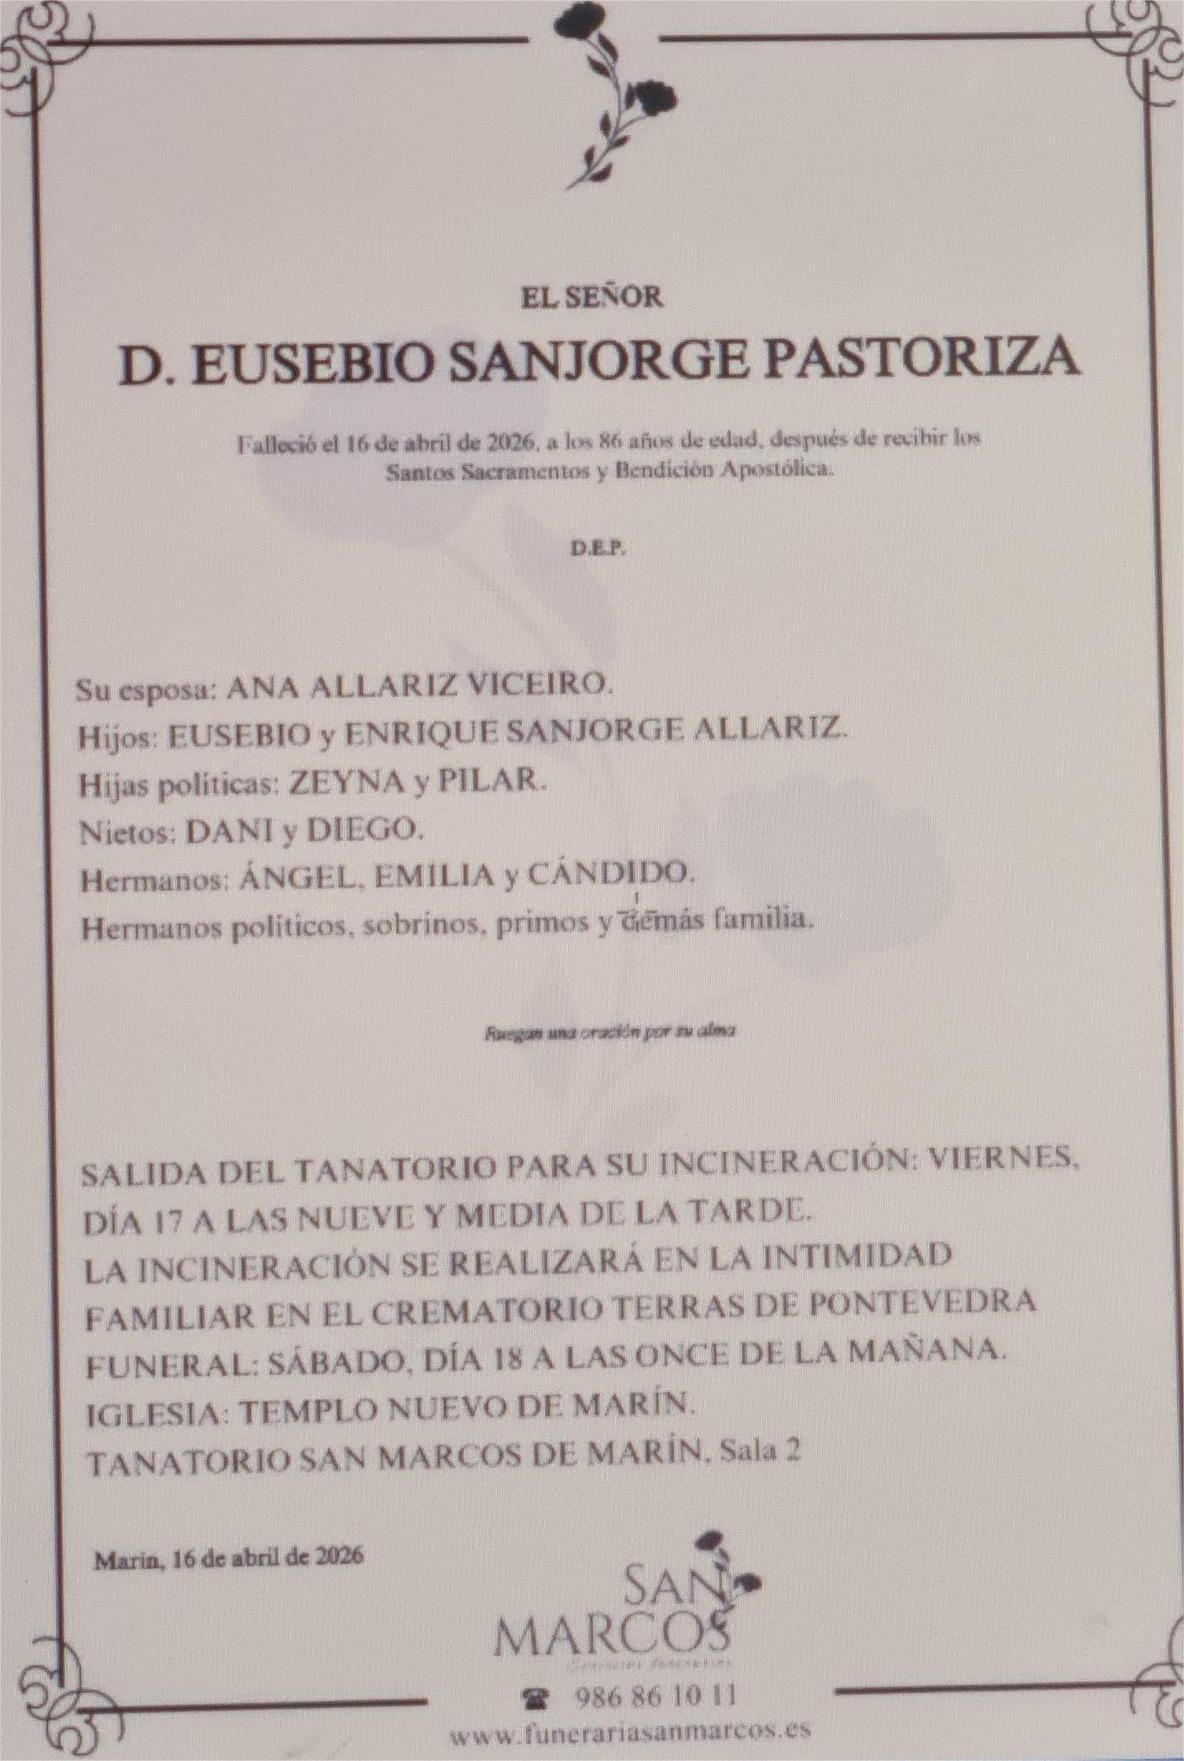 EL SEÑOR
D. EUSEBIO SANJORGE PASTORIZA
Falleció el 16 de abril de 2026, a los 86 años de edad, después de recibir los
Santos Sacramentos y Bendición Apostólica.
D.E.P.
Su esposa: ANA ALLARIZ VICEIRO.
Hijos: EUSEBIO y ENRIQUE SANJORGE ALLARIZ.
Hijas políticas: ZEYNA y PILAR.
Nietos: DANI y DIEGO.
Hermanos: ÁNGEL, EMILIA y CÁNDIDO.
Hermanos políticos, sobrinos, primos y demás familia.
Ruegan una oración por su alma
SALIDA DEL TANATORIO PARA SU INCINERACIÓN: VIERNES,
DÍA 17 A LAS NUEVE Y MEDIA DE LA TARDE.
LA INCINERACIÓN SE REALIZARÁ EN LA INTIMIDAD
FAMILIAR EN EL CREMATORIO TERRAS DE PONTEVEDRA
FUNERAL: SÁBADO, DÍA 18 A LAS ONCE DE LA MAÑANA.
IGLESIA: TEMPLO NUEVO DE MARÍN.
TANATORIO SAN MARCOS DE MARÍN, Sala 2
Marín, 16 de abril de 2026
SAN
MARCOS
Servicios funerarios
☎ 986 86 10 11
www.funerariasanmarcos.es